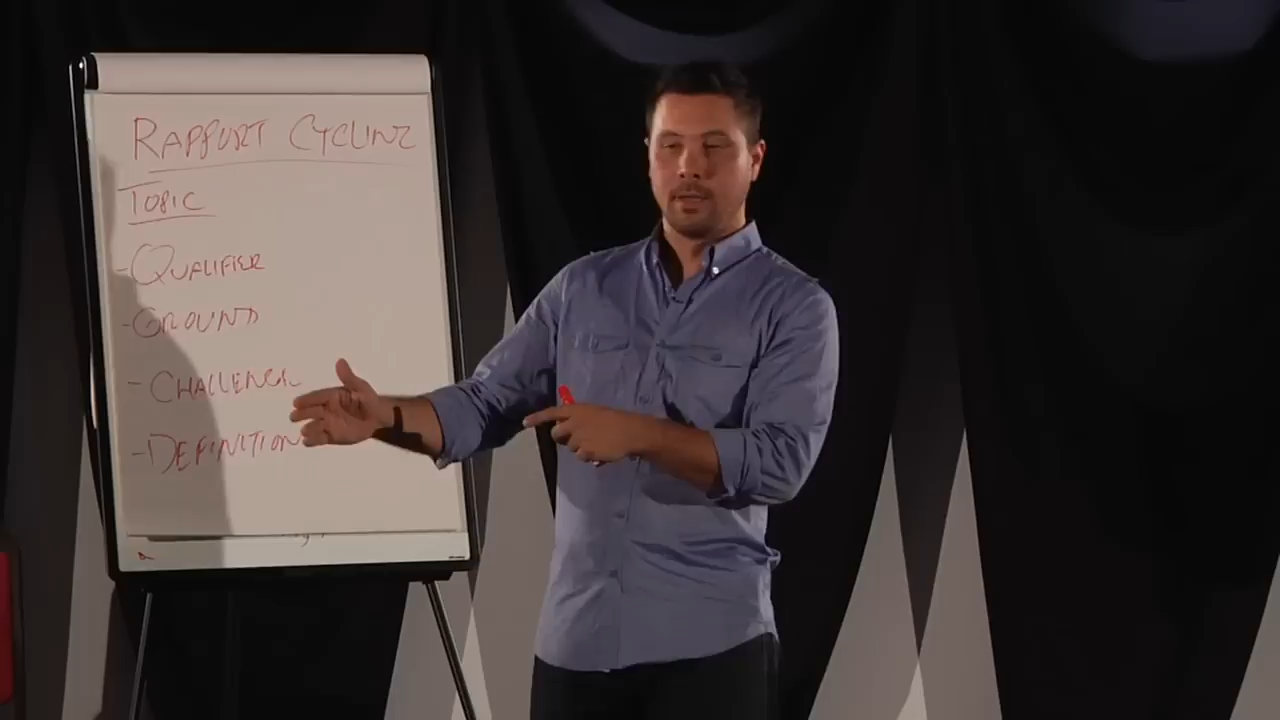 RAPPORT CYCLING
TOPIC
- QUALIFIER
- GROUND
- CHALLENGE
- DEFINITION